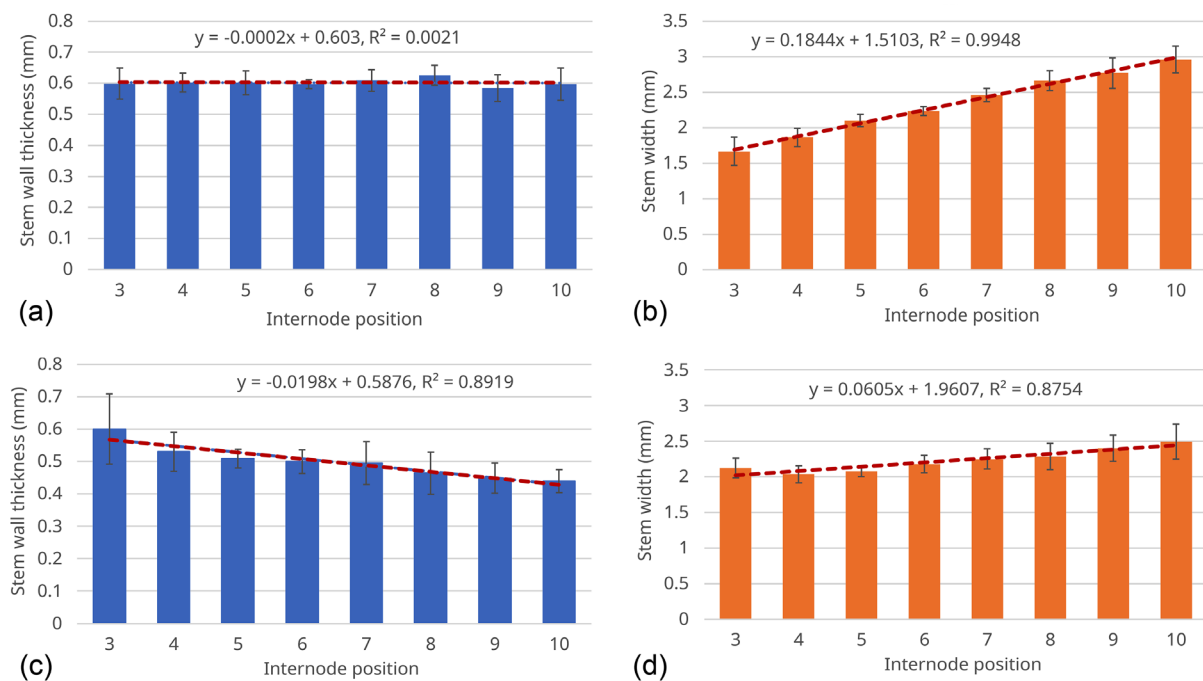 y = -0.0002x + 0.603, R² = 0.0021
Stem wall thickness (mm)
0.8
0.7
0.6
0.5
0.4
0.3
0.2
0.1
0
3 4 5 6 7 8 9 10
Internode position
(a)
y = 0.1844x + 1.5103, R² = 0.9948
Stem width (mm)
3.5
3
2.5
2
1.5
1
0.5
0
3 4 5 6 7 8 9 10
Internode position
(b)
y = -0.0198x + 0.5876, R² = 0.8919
Stem wall thickness (mm)
0.8
0.7
0.6
0.5
0.4
0.3
0.2
0.1
0
3 4 5 6 7 8 9 10
Internode position
(c)
y = 0.0605x + 1.9607, R² = 0.8754
Stem width (mm)
3.5
3
2.5
2
1.5
1
0.5
0
3 4 5 6 7 8 9 10
Internode position
(d)